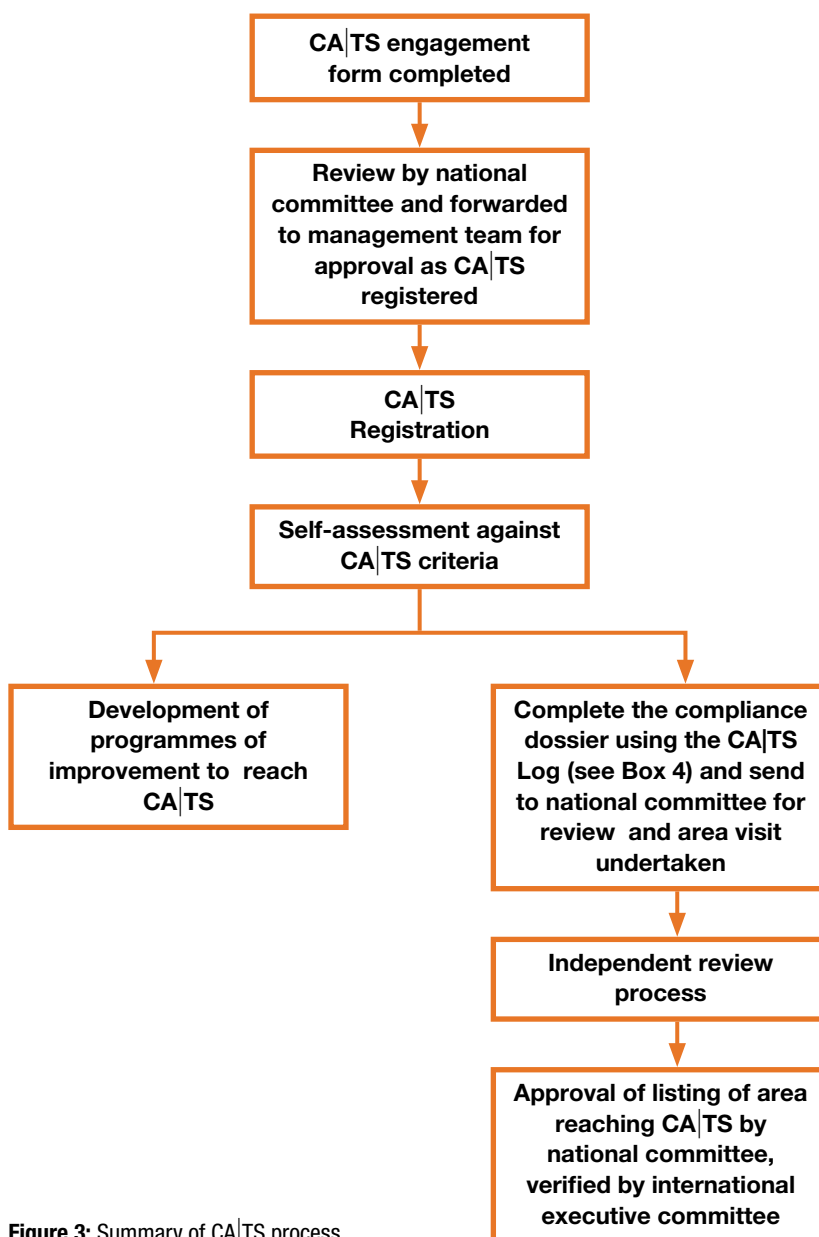 CA|TS engagement
form completed
Review by national
committee and forwarded
to management team for
approval as CA|TS
registered
CA|TS
Registration
Self-assessment against
CA|TS criteria
Development of
programmes of
improvement to reach
CA|TS
Complete the compliance
dossier using the CA|TS
Log (see Box 4) and send
to national committee for
review and area visit
undertaken
Independent review
process
Approval of listing of area
reaching CA|TS by
national committee,
verified by international
executive committee
Figure 3: Summary of CA|TS process